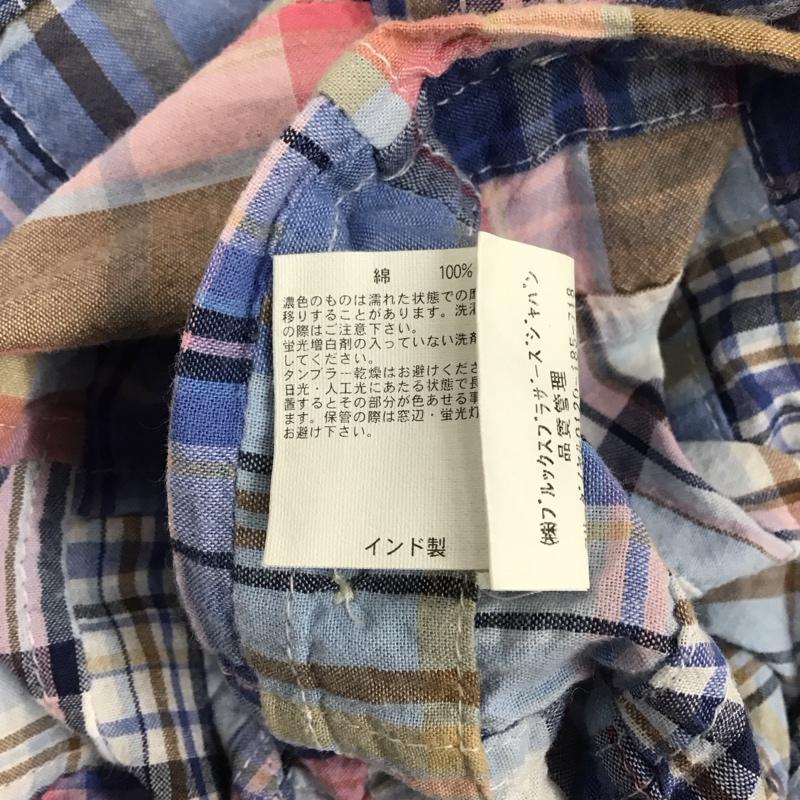 綿 100%
濃色のものは濡れた状態での
移りすることがあります。洗濯
の際はご注意下さい。
蛍光増白剤の入っていない洗剤
してください。
タンブラー乾燥はお避けくださ
日光・人工光にあたる状態で長
置するとその部分が色あせる事
ます。保管の際は窓辺・蛍光灯
お避け下さい。
インド製
㈱ブルックスブラザーズジャパン
品質管理
0120-185-718